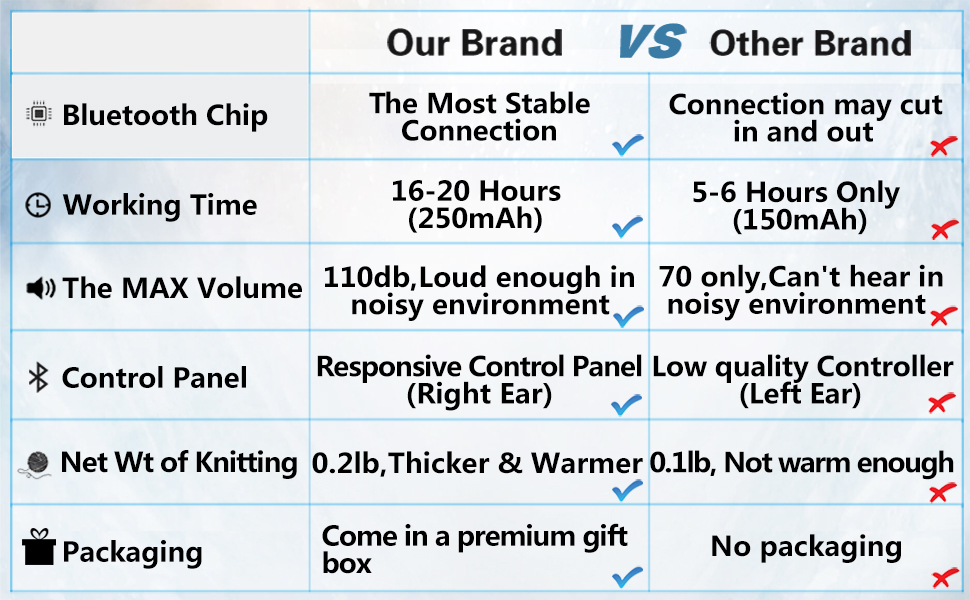 Our Brand VS Other Brand
Bluetooth Chip
The Most Stable
Connection
Connection may cut
in and out
Working Time
16-20 Hours
(250mAh)
5-6 Hours Only
(150mAh)
The MAX Volume
110db,Loud enough in
noisy environment
70 only,Can't hear in
noisy environment
Control Panel
Responsive Control Panel
(Right Ear)
Low quality Controller
(Left Ear)
Net Wt of Knitting
0.2lb,Thicker & Warmer
0.1lb, Not warm enough
Packaging
Come in a premium gift
box
No packaging